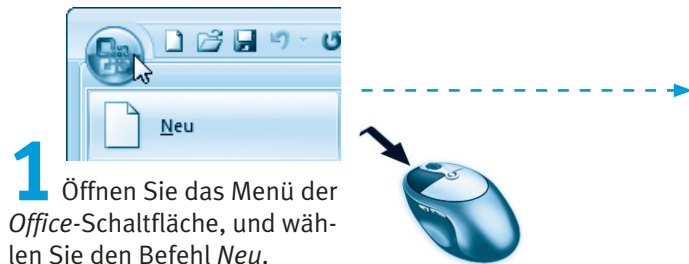 Neu
1 Öffnen Sie das Menü der
Office-Schaltfläche, und wäh-
len Sie den Befehl Neu.